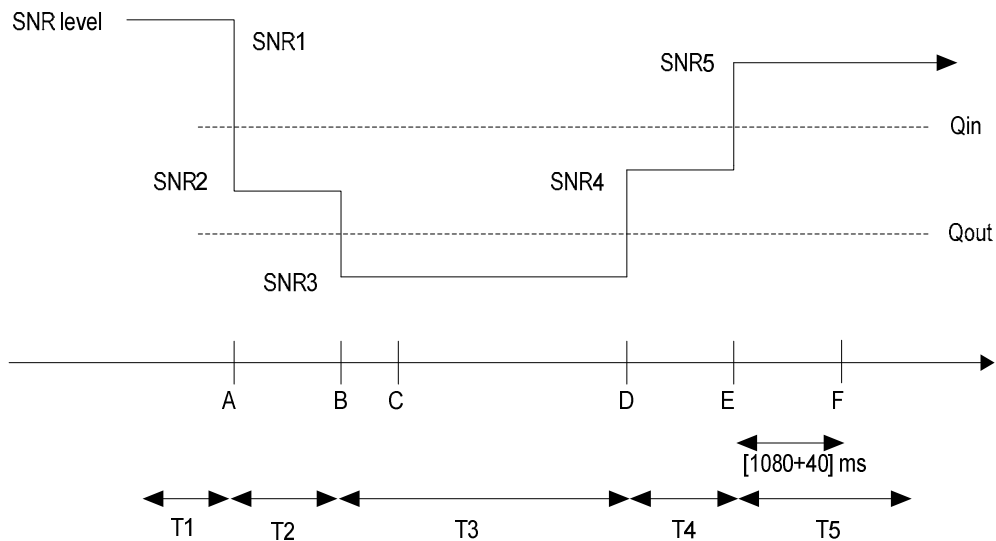 SNR level
SNR1
SNR5
Qin
SNR2
SNR4
Qout
SNR3
A B C D E F
[1080+40] ms
T1 T2 T3 T4 T5